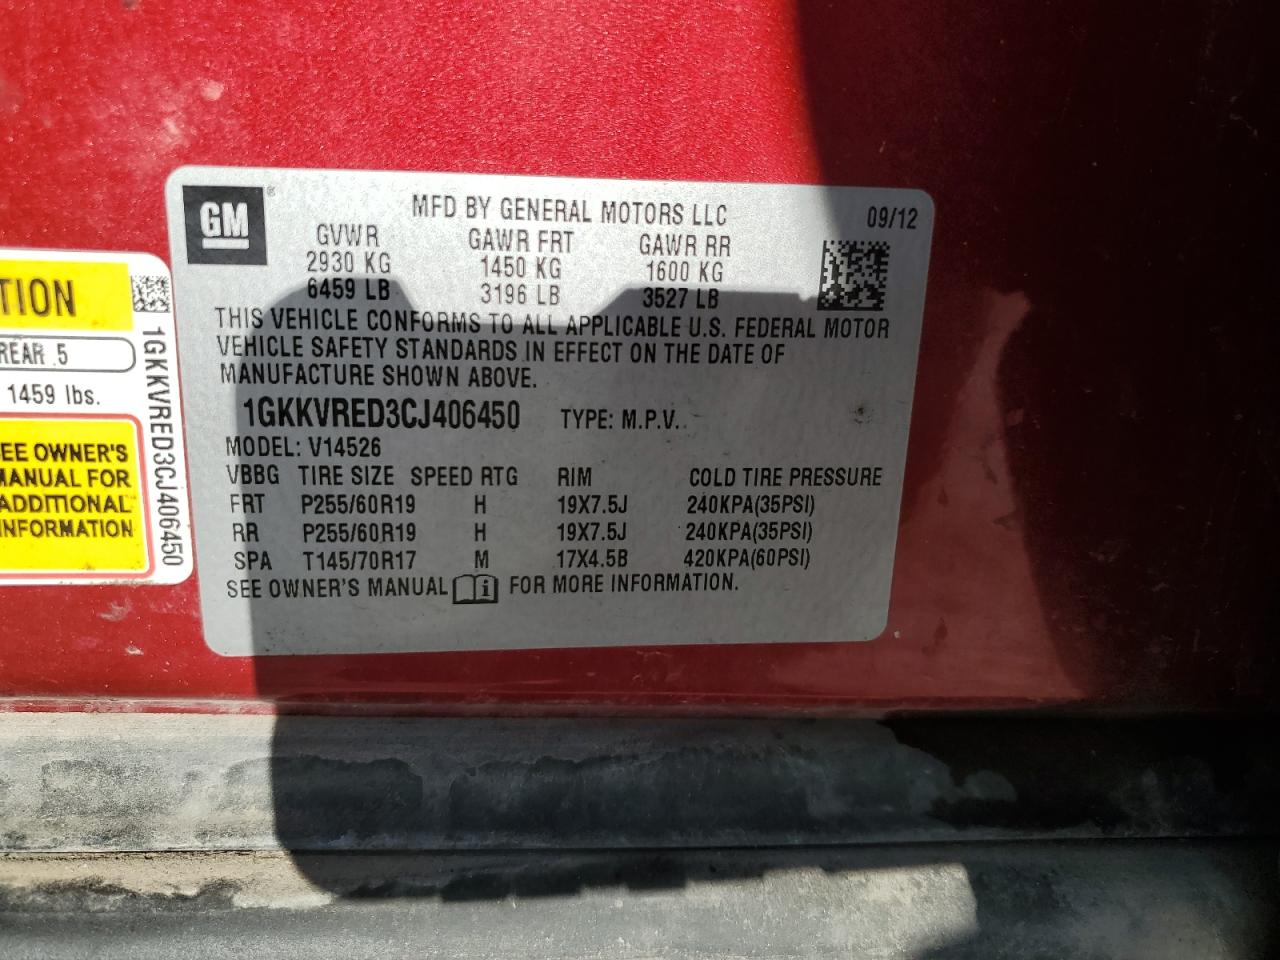 GM ®
MFD BY GENERAL MOTORS LLC 09/12
GVWR GAWR FRT GAWR RR
2930 KG 1450 KG 1600 KG
6459 LB 3196 LB 3527 LB
THIS VEHICLE CONFORMS TO ALL APPLICABLE U.S. FEDERAL MOTOR
VEHICLE SAFETY STANDARDS IN EFFECT ON THE DATE OF
MANUFACTURE SHOWN ABOVE.
1GKKVRED3CJ406450 TYPE: M.P.V.
MODEL: V14526
VBBG TIRE SIZE SPEED RTG RIM COLD TIRE PRESSURE
FRT P255/60R19 H 19X7.5J 240KPA(35PSI)
RR P255/60R19 H 19X7.5J 240KPA(35PSI)
SPA T145/70R17 M 17X4.5B 420KPA(60PSI)
SEE OWNER'S MANUAL i FOR MORE INFORMATION.
TION
REAR 5
1459 lbs.
EE OWNER'S
MANUAL FOR
ADDITIONAL
INFORMATION
1GKKVRED3CJ406450